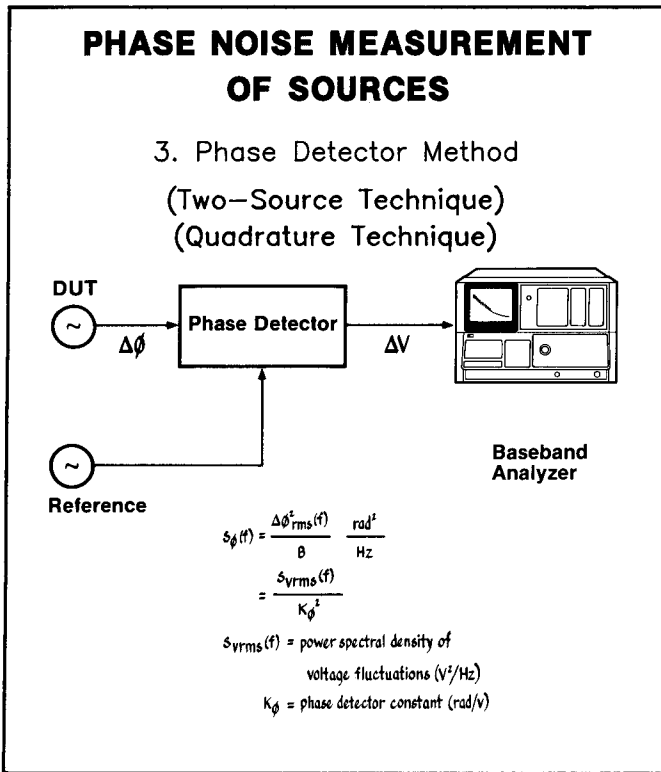 PHASE NOISE MEASUREMENT
OF SOURCES
3. Phase Detector Method
(Two-Source Technique)
(Quadrature Technique)
DUT
~
Δφ
Phase Detector
ΔV
~
Reference
Baseband
Analyzer
Sφ(f) = Δφ²rms(f) / B rad² / Hz
= Svrms(f) / Kφ²
Svrms(f) = power spectral density of
voltage fluctuations (V²/Hz)
Kφ = phase detector constant (rad/v)